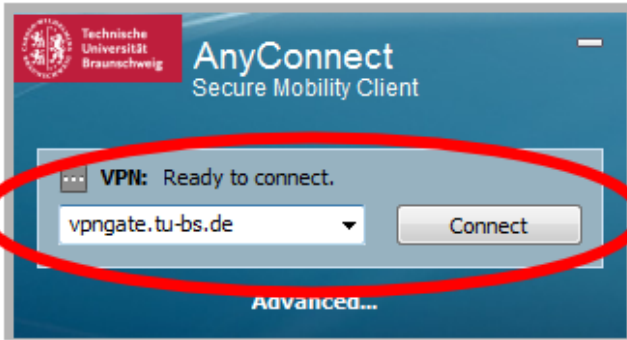 Technische
Universität
Braunschweig
AnyConnect
Secure Mobility Client
VPN: Ready to connect.
vpngate.tu-bs.de
Connect
Advanced...